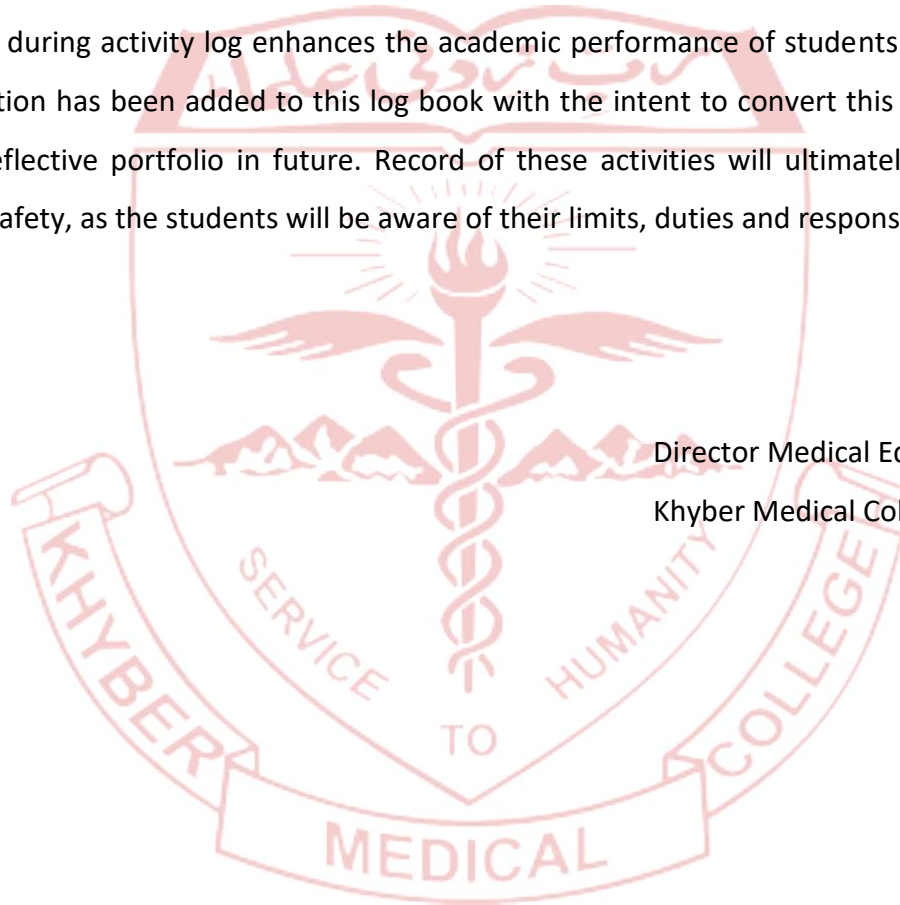 during activity log enhances the academic performance of students
رب زدنی علما
tion has been added to this log book with the intent to convert this
eflective portfolio in future. Record of these activities will ultimatel
afety, as the students will be aware of their limits, duties and respons
Director Medical Ed
Khyber Medical Col
SERVICE TO HUMANITY
KHYBER MEDICAL COLLEGE